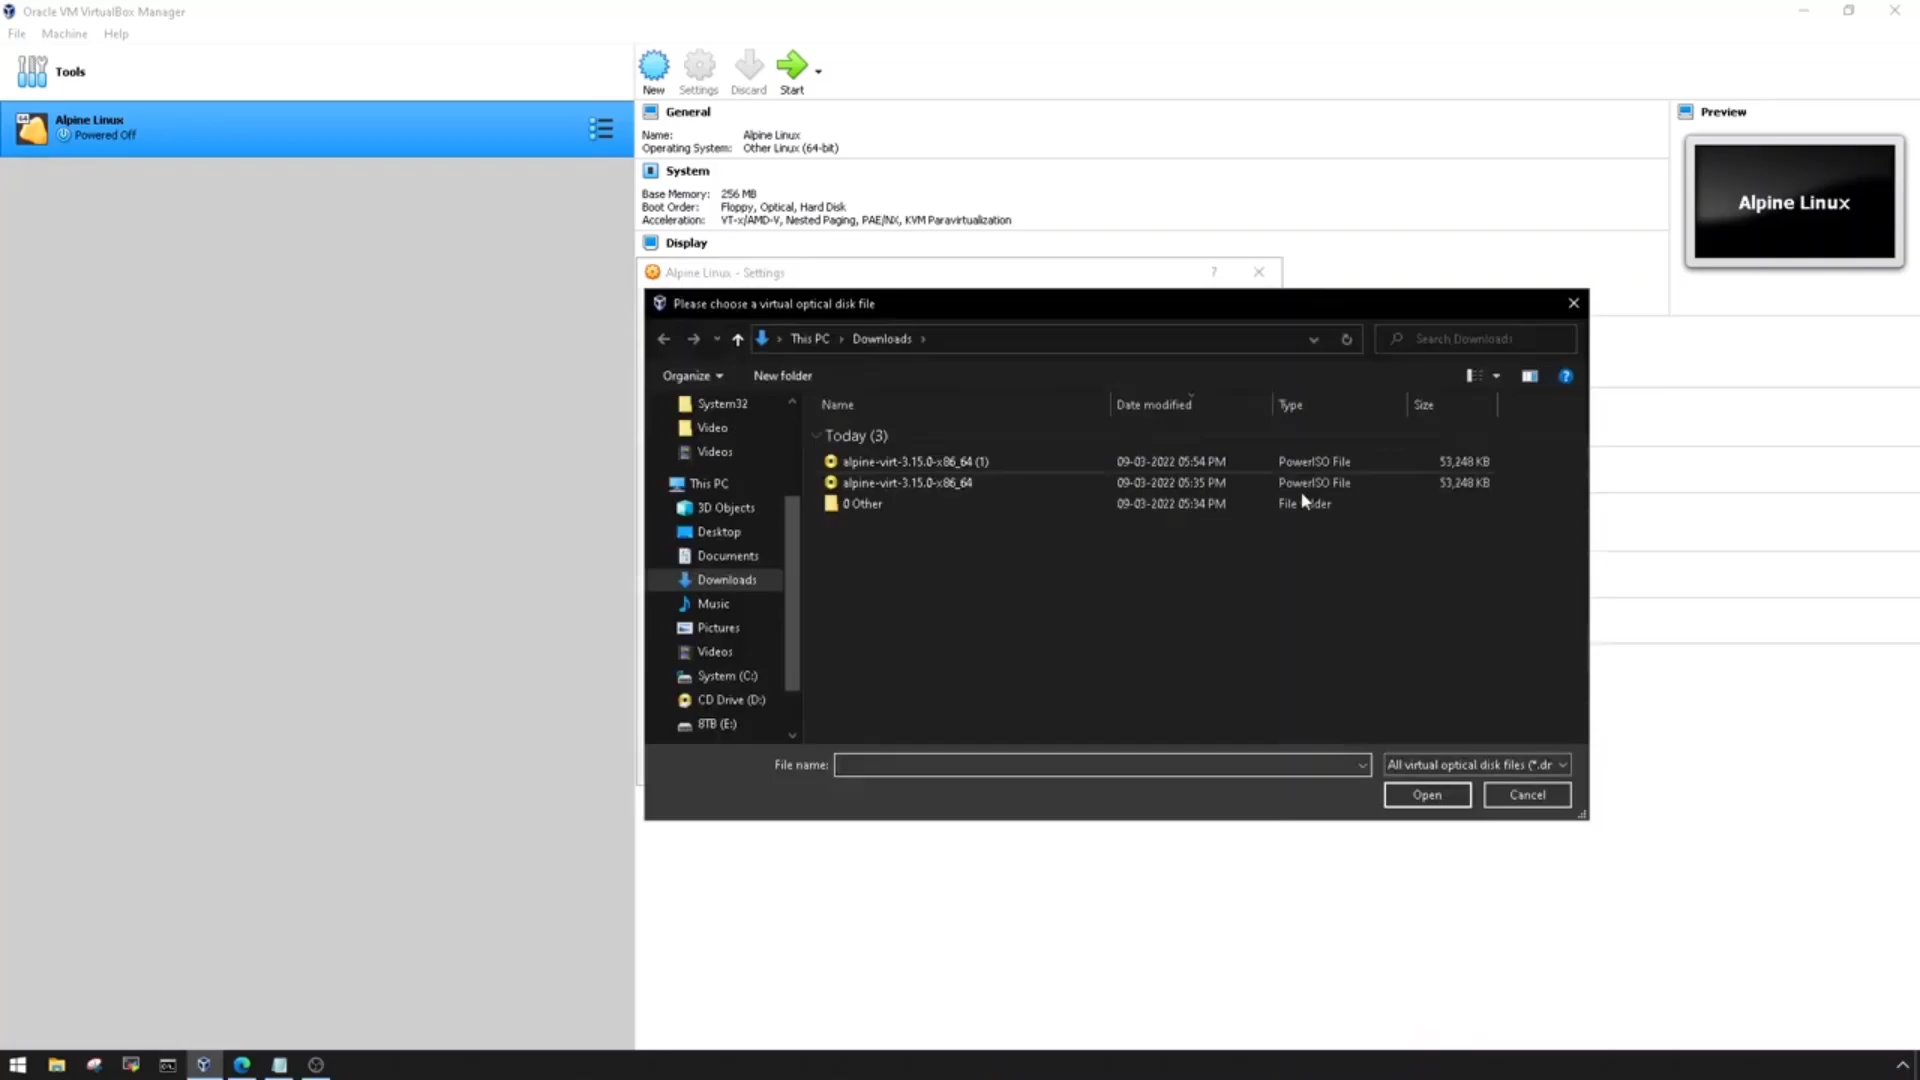 Oracle VM VirtualBox Manager
File Machine Help
Tools
New Settings Discard Start
64
Alpine Linux
Powered Off
General
Name: Alpine Linux
Operating System: Other Linux (64-bit)
System
Base Memory: 256 MB
Boot Order: Floppy, Optical, Hard Disk
Acceleration: VT-x/AMD-V, Nested Paging, PAE/NX, KVM Paravirtualization
Display
Preview
Alpine Linux
Alpine Linux - Settings ?
Please choose a virtual optical disk file
This PC Downloads
Search Downloads
Organize New folder
?
System32
Video
Videos
This PC
3D Objects
Desktop
Documents
Downloads
Music
Pictures
Videos
System (C:)
CD Drive (D:)
8TB (E:)
Name Date modified Type Size
Today (3)
alpine-virt-3.15.0-x86_64 (1) 09-03-2022 05:54 PM PowerISO File 53,248 KB
alpine-virt-3.15.0-x86_64 09-03-2022 05:35 PM PowerISO File 53,248 KB
0 Other 09-03-2022 05:34 PM File
File name: All virtual optical disk files (*.dr
Open Cancel